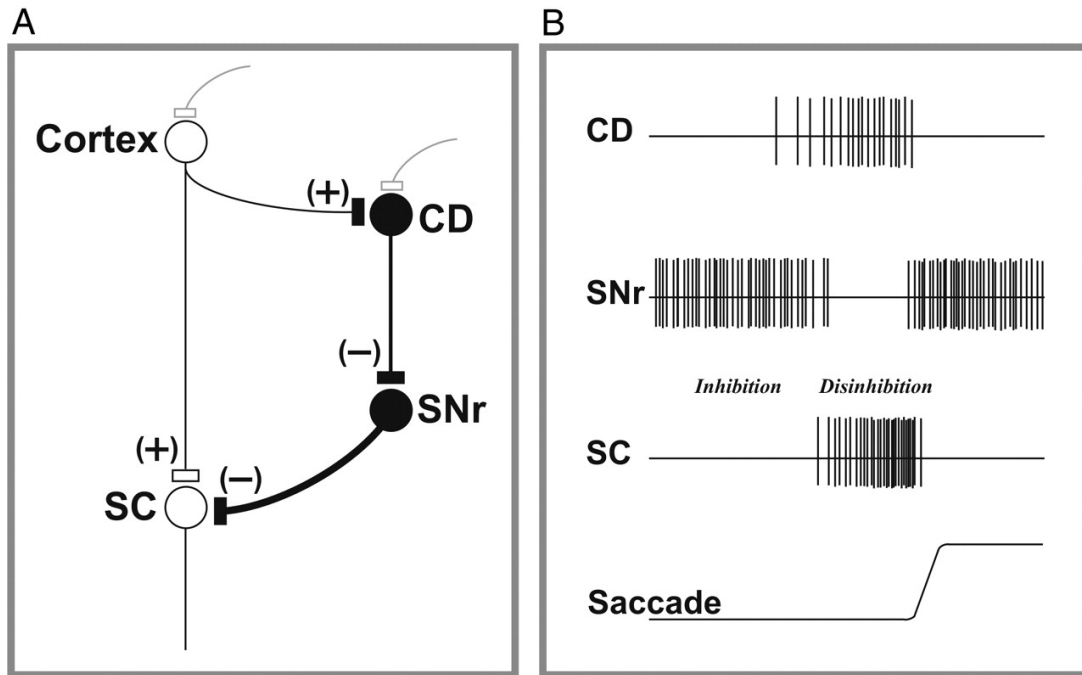 A
Cortex
(+)
CD
(−)
SNr
(+)
(−)
SC
B
CD
SNr
Inhibition Disinhibition
SC
Saccade